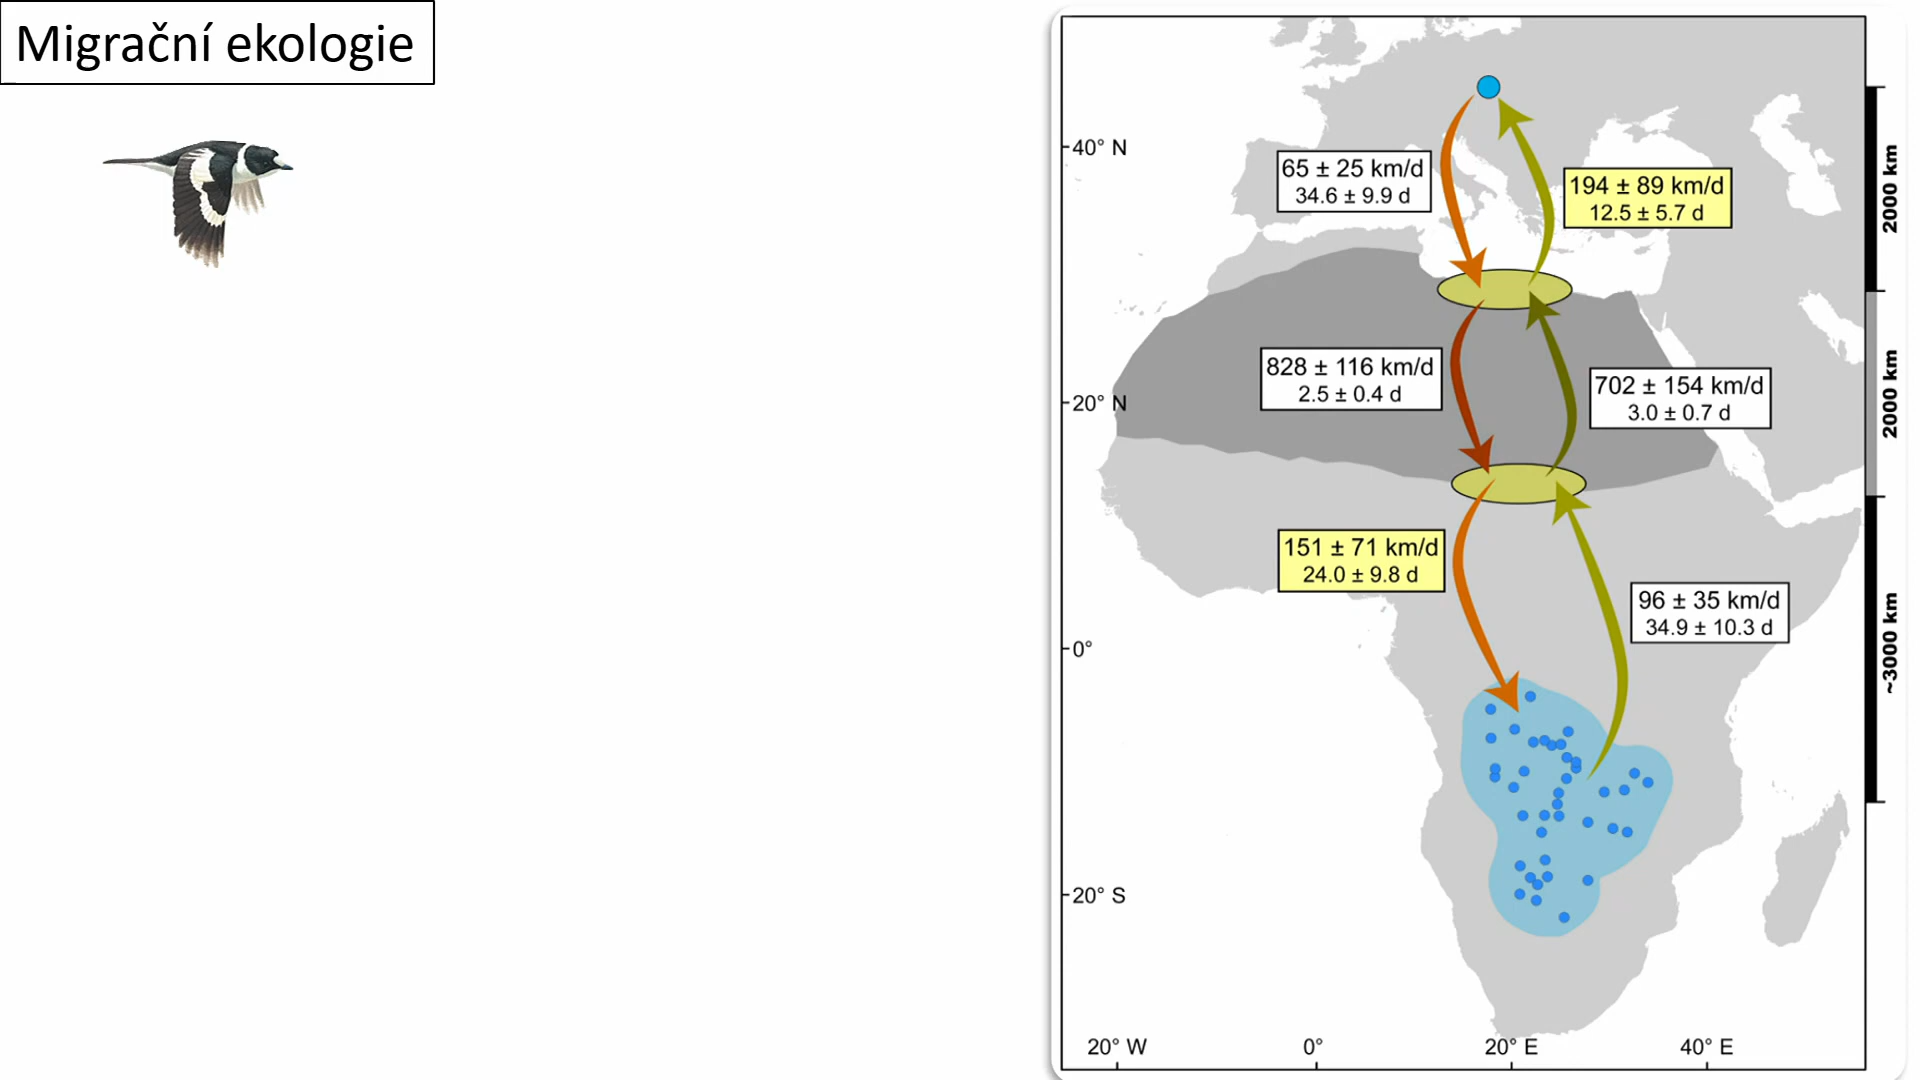 Migrační ekologie
40° N
20° N
0°
20° S
20° W
0°
20° E
40° E
65 ± 25 km/d
34.6 ± 9.9 d
194 ± 89 km/d
12.5 ± 5.7 d
828 ± 116 km/d
2.5 ± 0.4 d
702 ± 154 km/d
3.0 ± 0.7 d
151 ± 71 km/d
24.0 ± 9.8 d
96 ± 35 km/d
34.9 ± 10.3 d
2000 km
2000 km
~3000 km